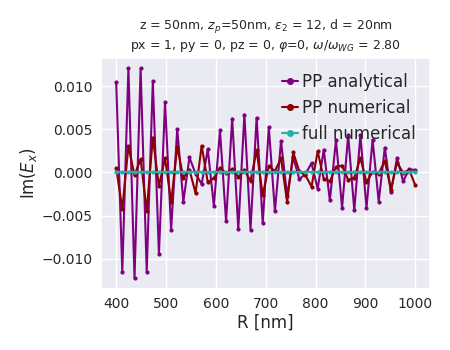 z = 50nm, z_p=50nm, ε₂ = 12, d = 20nm
px = 1, py = 0, pz = 0, φ=0, ω/ω_WG = 2.80
0.010
0.005
0.000
−0.005
−0.010
Im(Eₓ)
PP analytical
PP numerical
full numerical
400 500 600 700 800 900 1000
R [nm]